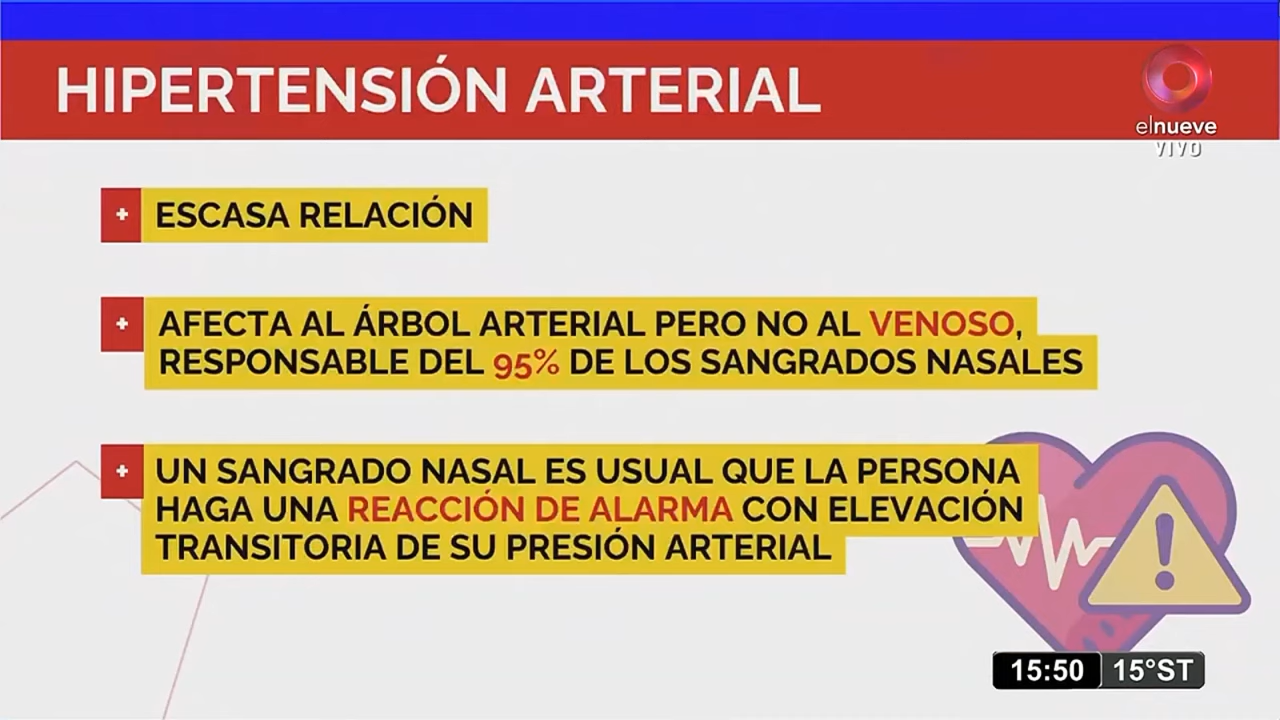 HIPERTENSIÓN ARTERIAL
elnueve
VIVO
+ ESCASA RELACIÓN
+ AFECTA AL ÁRBOL ARTERIAL PERO NO AL VENOSO,
RESPONSABLE DEL 95% DE LOS SANGRADOS NASALES
+ UN SANGRADO NASAL ES USUAL QUE LA PERSONA
HAGA UNA REACCIÓN DE ALARMA CON ELEVACIÓN
TRANSITORIA DE SU PRESIÓN ARTERIAL
!
15:50 15°ST